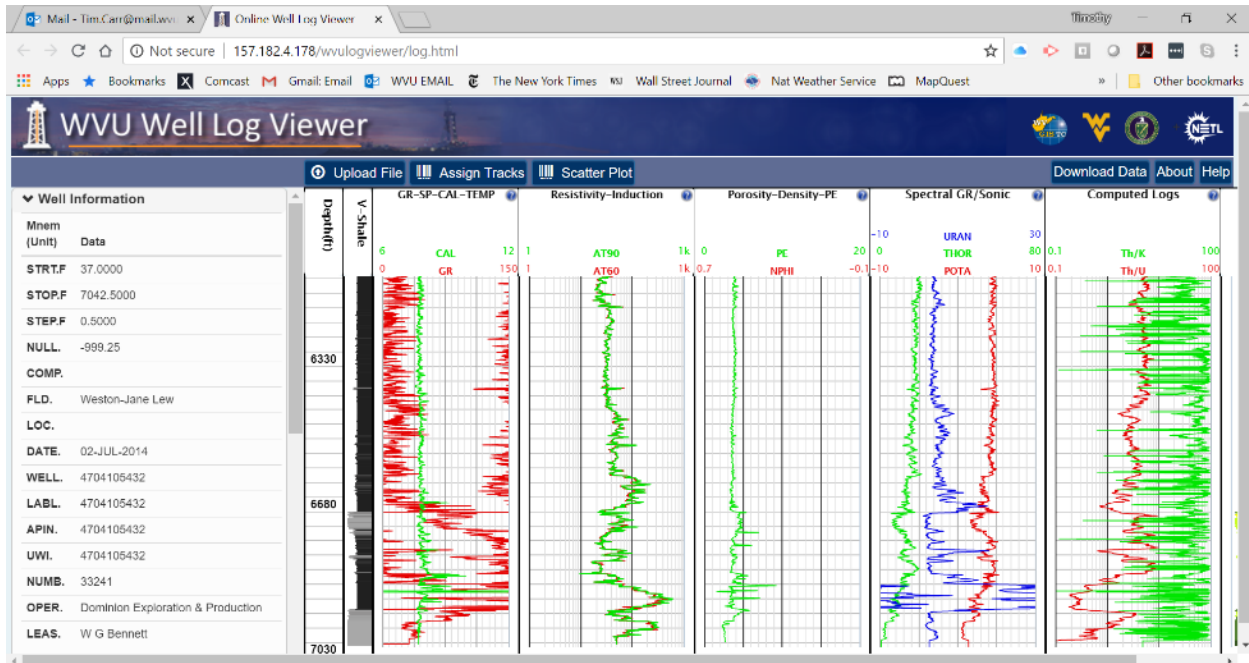 Mail - Tim.Carr@mail.wvu
Online Well Log Viewer
Timothy
Not secure | 157.182.4.178/wvulogviewer/log.html
Apps Bookmarks Comcast Gmail: Email WVU EMAIL The New York Times WSJ Wall Street Journal Nat Weather Service MapQuest » Other bookmarks
WVU Well Log Viewer
NETL
Upload File Assign Tracks Scatter Plot Download Data About Help
Well Information
Mnem (Unit) Data
STRT.F 37.0000
STOP.F 7042.5000
STEP.F 0.5000
NULL. -999.25
COMP.
FLD. Weston-Jane Lew
LOC.
DATE. 02-JUL-2014
WELL. 4704105432
LABL. 4704105432
APIN. 4704105432
UWI. 4704105432
NUMB. 33241
OPER. Dominion Exploration & Production
LEAS. W G Bennett
Depth(ft)
V-Shale
GR-SP-CAL-TEMP
6 CAL 12
0 GR 150
Resistivity-Induction
1 AT90 1k
1 AT60 1k
Porosity-Density-PE
0 PE 20
0.7 NPHI -0.1
Spectral GR/Sonic
-10 URAN 30
0 THOR 80
-10 POTA 10
Computed Logs
0.1 Th/K 100
0.1 Th/U 100
6330
6680
7030